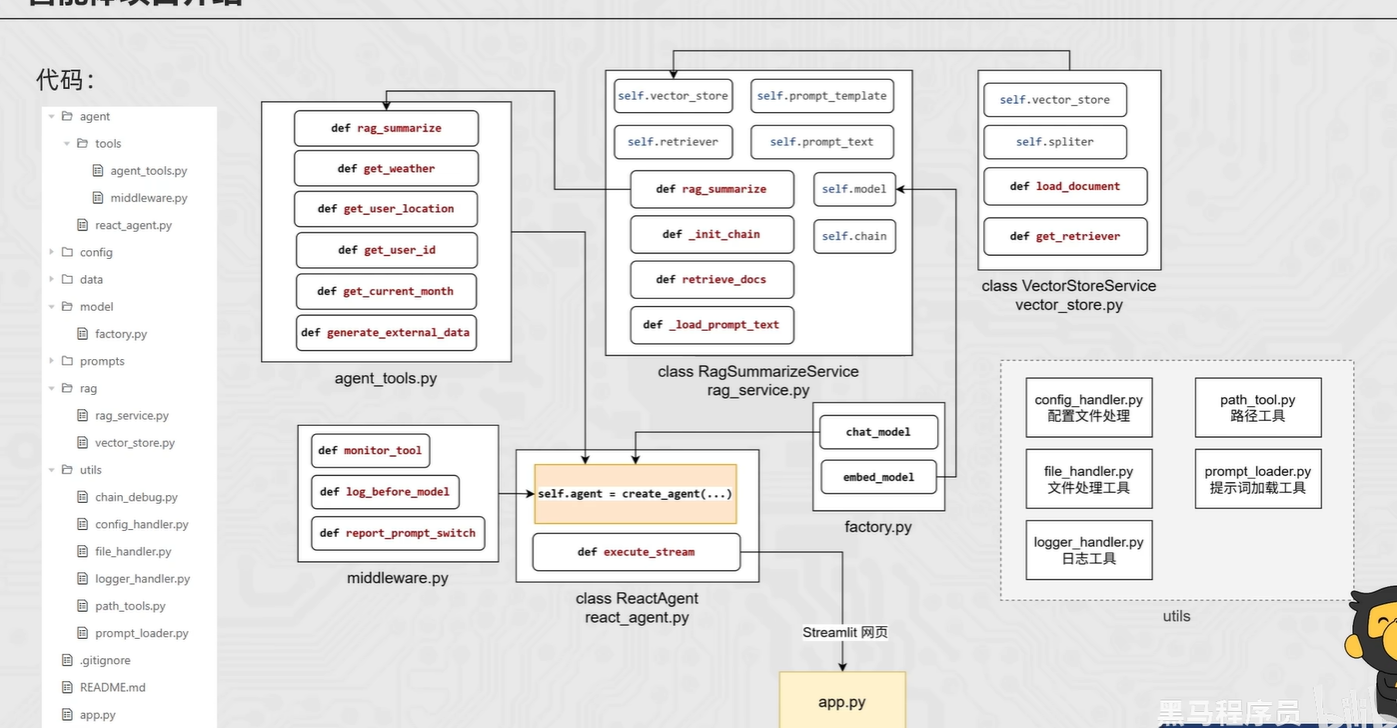 代码：
agent
tools
agent_tools.py
middleware.py
react_agent.py
config
data
model
factory.py
prompts
rag
rag_service.py
vector_store.py
utils
chain_debug.py
config_handler.py
file_handler.py
logger_handler.py
path_tools.py
prompt_loader.py
.gitignore
README.md
app.py
def rag_summarize
def get_weather
def get_user_location
def get_user_id
def get_current_month
def generate_external_data
agent_tools.py
self.vector_store
self.prompt_template
self.retriever
self.prompt_text
def rag_summarize
self.model
def _init_chain
self.chain
def retrieve_docs
def _load_prompt_text
class RagSummarizeService
rag_service.py
self.vector_store
self.spliter
def load_document
def get_retriever
class VectorStoreService
vector_store.py
def monitor_tool
def log_before_model
def report_prompt_switch
middleware.py
self.agent = create_agent(...)
def execute_stream
class ReactAgent
react_agent.py
chat_model
embed_model
factory.py
config_handler.py
配置文件处理
path_tool.py
路径工具
file_handler.py
文件处理工具
prompt_loader.py
提示词加载工具
logger_handler.py
日志工具
utils
Streamlit 网页
app.py
黑马程序员